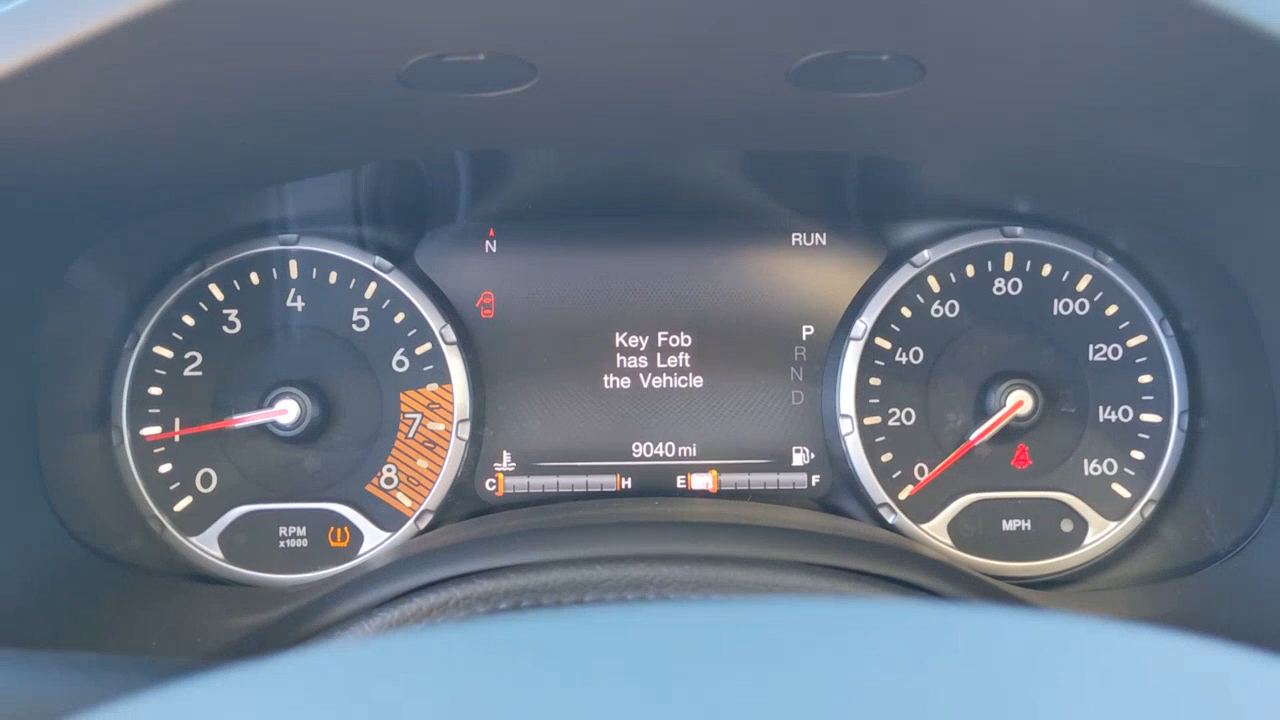 N
RUN
Key Fob
has Left
the Vehicle
P
R
N
D
9040 mi
C H
E F
0
1
2
3
4
5
6
7
8
RPM
x1000
0
20
40
60
80
100
120
140
160
MPH